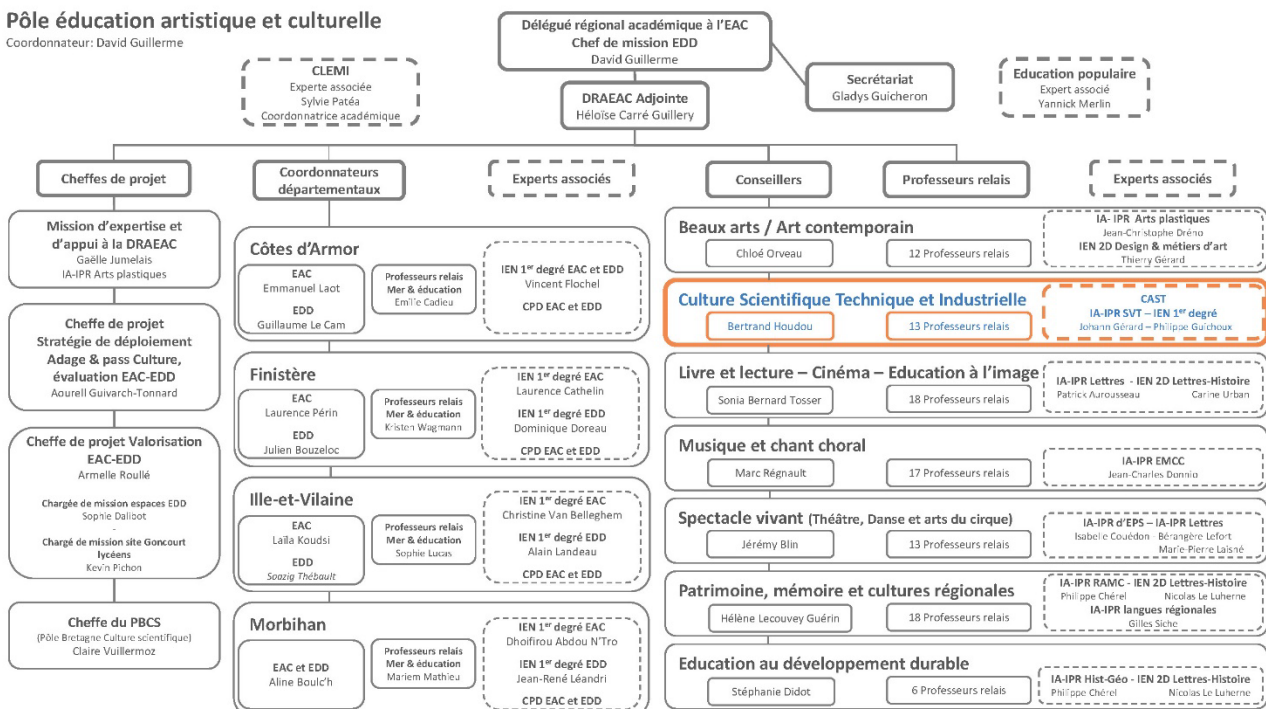 Pôle éducation artistique et culturelle
Coordonnateur: David Guillerme
Délégué régional académique à l'EAC
Chef de mission EDD
David Guillerme
CLEMI
Experte associée
Sylvie Patéa
Coordonnatrice académique
Secrétariat
Gladys Guicheron
Education populaire
Expert associé
Yannick Merlin
DRAEAC Adjointe
Héloïse Carré Guillery
Cheffes de projet
Coordonnateurs
départementaux
Experts associés
Conseillers
Professeurs relais
Experts associés
Mission d'expertise et
d'appui à la DRAEAC
Gaëlle Jumelais
IA-IPR Arts plastiques
Cheffe de projet
Stratégie de déploiement
Adage & pass Culture,
évaluation EAC-EDD
Aourell Guivarch-Tonnard
Cheffe de projet Valorisation
EAC-EDD
Armelle Roullé
Chargée de mission espaces EDD
Sophie Dalibot
-
Chargé de mission site Goncourt
lycéens
Kevin Pichon
Cheffe du PBCS
(Pôle Bretagne Culture scientifique)
Claire Vuillermoz
Côtes d'Armor
EAC
Emmanuel Laot
EDD
Guillaume Le Cam
Professeurs relais
Mer & éducation
Emilie Cadieu
IEN 1er degré EAC et EDD
Vincent Flochel
CPD EAC et EDD
Finistère
EAC
Laurence Périn
EDD
Julien Bouzeloc
Professeurs relais
Mer & éducation
Kristen Wagmann
IEN 1er degré EAC
Laurence Cathelin
IEN 1er degré EDD
Dominique Doreau
CPD EAC et EDD
Ille-et-Vilaine
EAC
Laïla Koudsi
EDD
Soazig Thébault
Professeurs relais
Mer & éducation
Sophie Lucas
IEN 1er degré EAC
Christine Van Belleghem
IEN 1er degré EDD
Alain Landeau
CPD EAC et EDD
Morbihan
EAC et EDD
Aline Boulc'h
Professeurs relais
Mer & éducation
Mariem Mathieu
IEN 1er degré EAC
Dhoifirou Abdou N'Tro
IEN 1er degré EDD
Jean-René Léandri
CPD EAC et EDD
Beaux arts / Art contemporain
Chloé Orveau
12 Professeurs relais
IA- IPR Arts plastiques
Jean-Christophe Dréno
IEN 2D Design & métiers d'art
Thierry Gérard
Culture Scientifique Technique et Industrielle
Bertrand Houdou
13 Professeurs relais
CAST
IA-IPR SVT – IEN 1er degré
Johann Gérard – Philippe Guichoux
Livre et lecture – Cinéma – Education à l'image
Sonia Bernard Tosser
18 Professeurs relais
IA-IPR Lettres - IEN 2D Lettres-Histoire
Patrick Aurousseau Carine Urban
Musique et chant choral
Marc Régnault
17 Professeurs relais
IA-IPR EMCC
Jean-Charles Donnio
Spectacle vivant (Théâtre, Danse et arts du cirque)
Jérémy Blin
13 Professeurs relais
IA-IPR d'EPS – IA-IPR Lettres
Isabelle Couédon - Bérangère Lefort
Marie-Pierre Laisné
Patrimoine, mémoire et cultures régionales
Hélène Lecouvey Guérin
18 Professeurs relais
IA-IPR RAMC - IEN 2D Lettres-Histoire
Philippe Chérel Nicolas Le Luherne
IA-IPR langues régionales
Gilles Siche
Education au développement durable
Stéphanie Didot
6 Professeurs relais
IA-IPR Hist-Géo - IEN 2D Lettres-Histoire
Philippe Chérel Nicolas Le Luherne